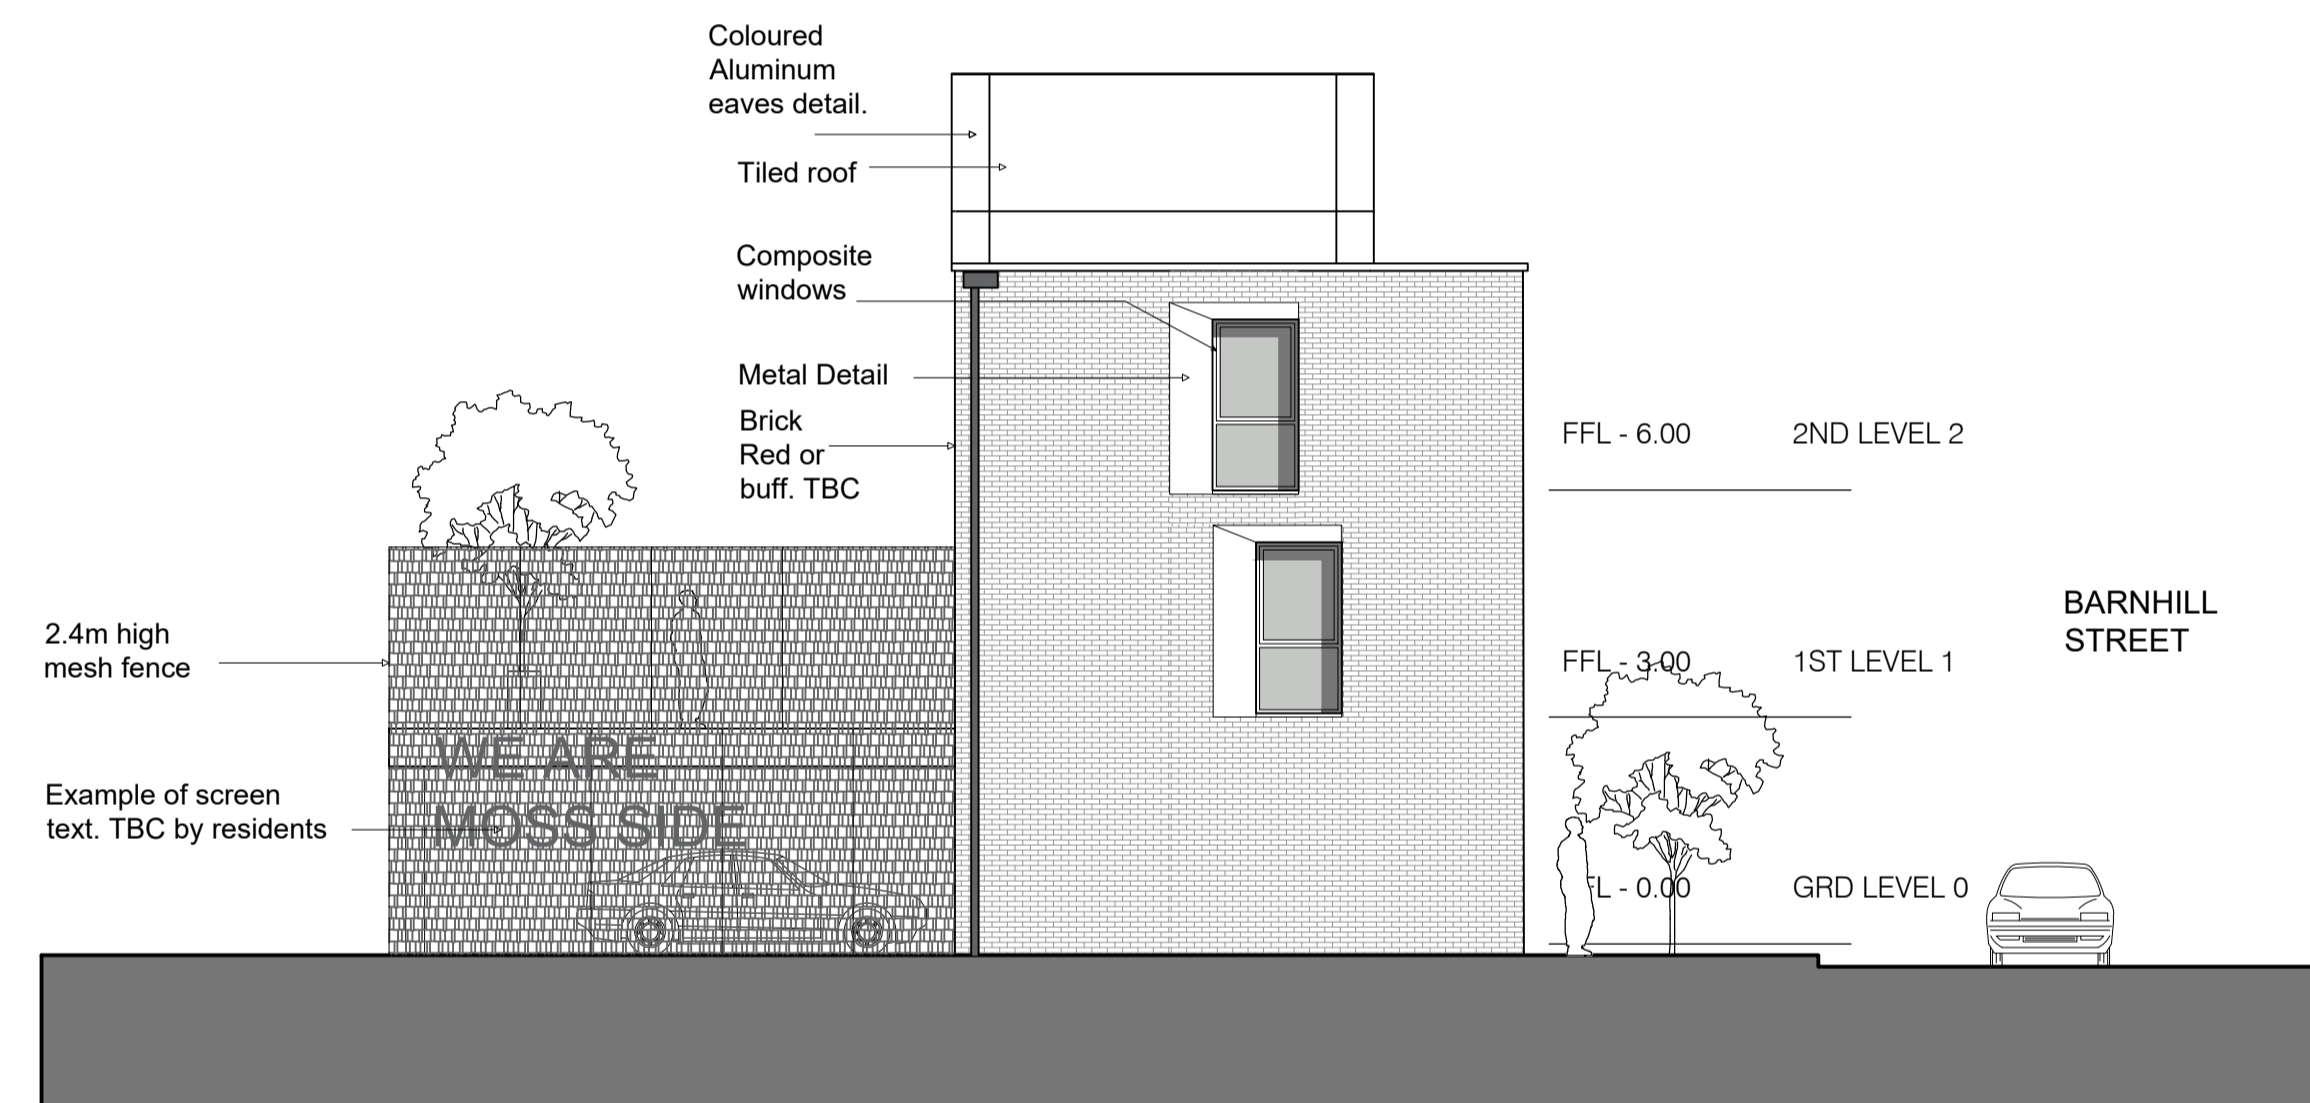 Coloured
Aluminum
eaves detail.
Tiled roof
Composite
windows
Metal Detail
Brick
Red or
buff. TBC
FFL - 6.00 2ND LEVEL 2
2.4m high
mesh fence
FFL - 3.00 1ST LEVEL 1
BARNHILL
STREET
WE ARE
MOSS SIDE
Example of screen
text. TBC by residents
FL - 0.00 GRD LEVEL 0